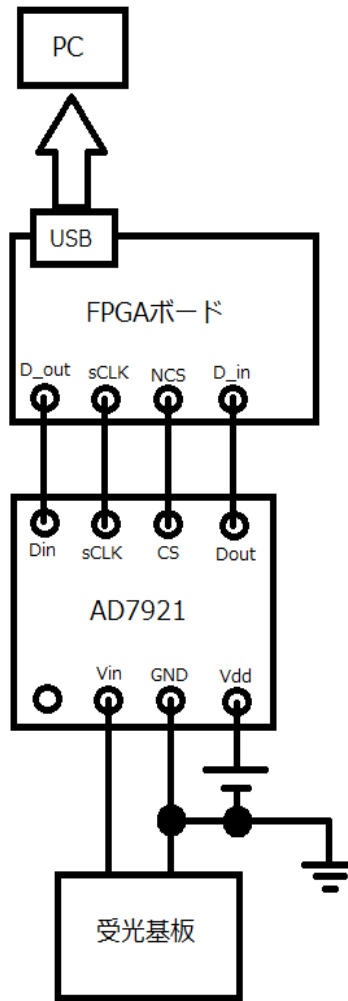 PC
USB
FPGAボード
D_out sCLK NCS D_in
Din sCLK CS Dout
AD7921
Vin GND Vdd
受光基板